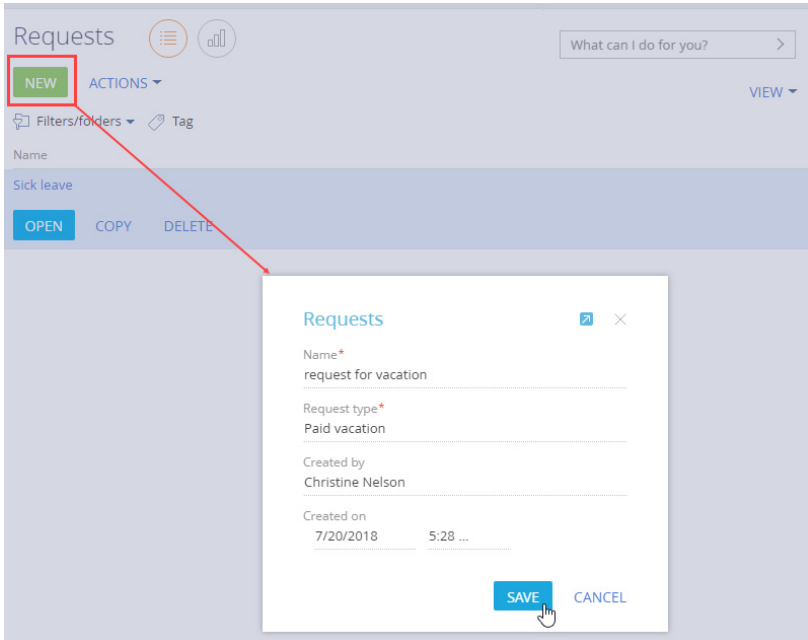 Requests
What can I do for you?
NEW ACTIONS
VIEW
Filters/folders Tag
Name
Sick leave
OPEN COPY DELETE
Requests
Name*
request for vacation
Request type*
Paid vacation
Created by
Christine Nelson
Created on
7/20/2018 5:28 ...
SAVE CANCEL